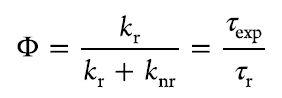 Φ = k_r / (k_r + k_nr) = τ_exp / τ_r